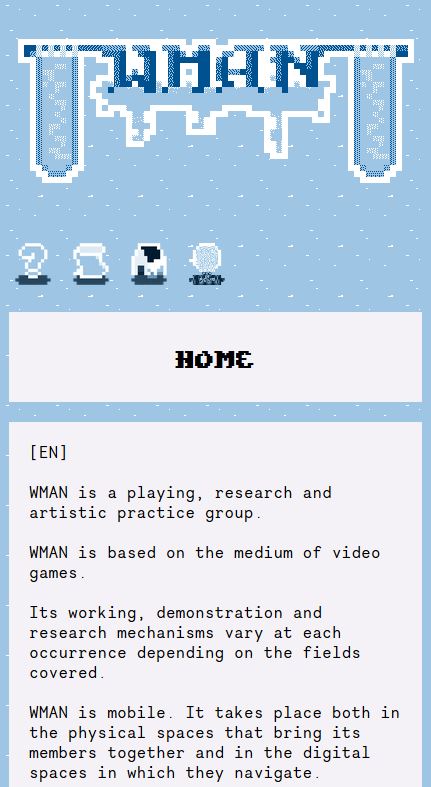 WMAN
HOME
[EN]
WMAN is a playing, research and
artistic practice group.
WMAN is based on the medium of video
games.
Its working, demonstration and
research mechanisms vary at each
occurrence depending on the fields
covered.
WMAN is mobile. It takes place both in
the physical spaces that bring its
members together and in the digital
spaces in which they navigate.